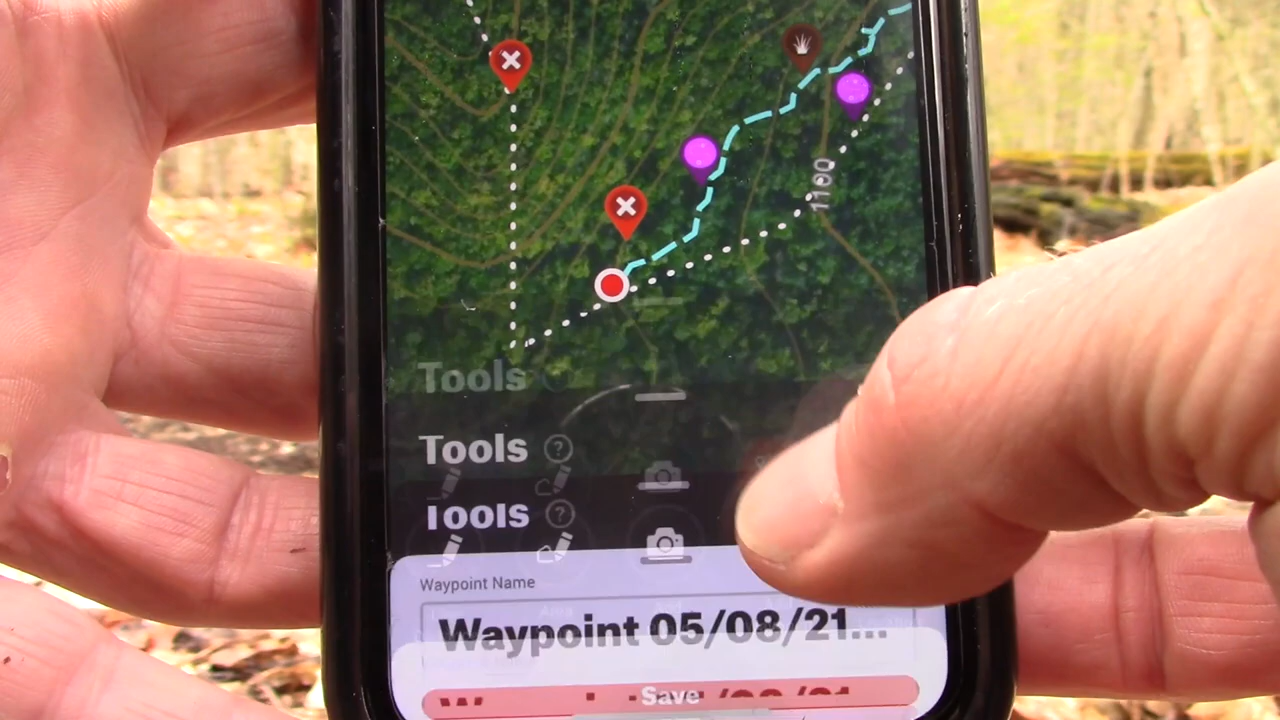 1100
Tools
Tools ?
Tools ?
Waypoint Name
Waypoint 05/08/21...
Save